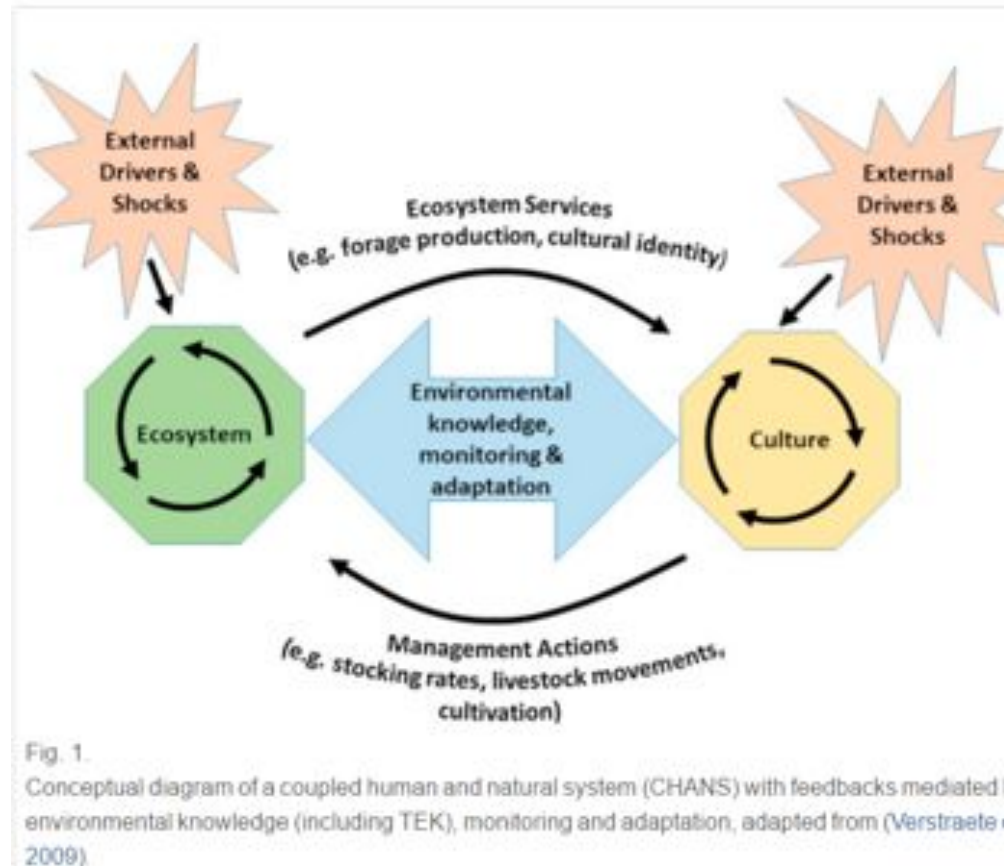 External
Drivers &
Shocks
External
Drivers &
Shocks
Ecosystem Services
(e.g. forage production, cultural identity)
Ecosystem
Environmental
knowledge,
monitoring &
adaptation
Culture
Management Actions
(e.g. stocking rates, livestock movements,
cultivation)
Fig. 1.
Conceptual diagram of a coupled human and natural system (CHANS) with feedbacks mediated
environmental knowledge (including TEK), monitoring and adaptation, adapted from (Verstraete
2009).